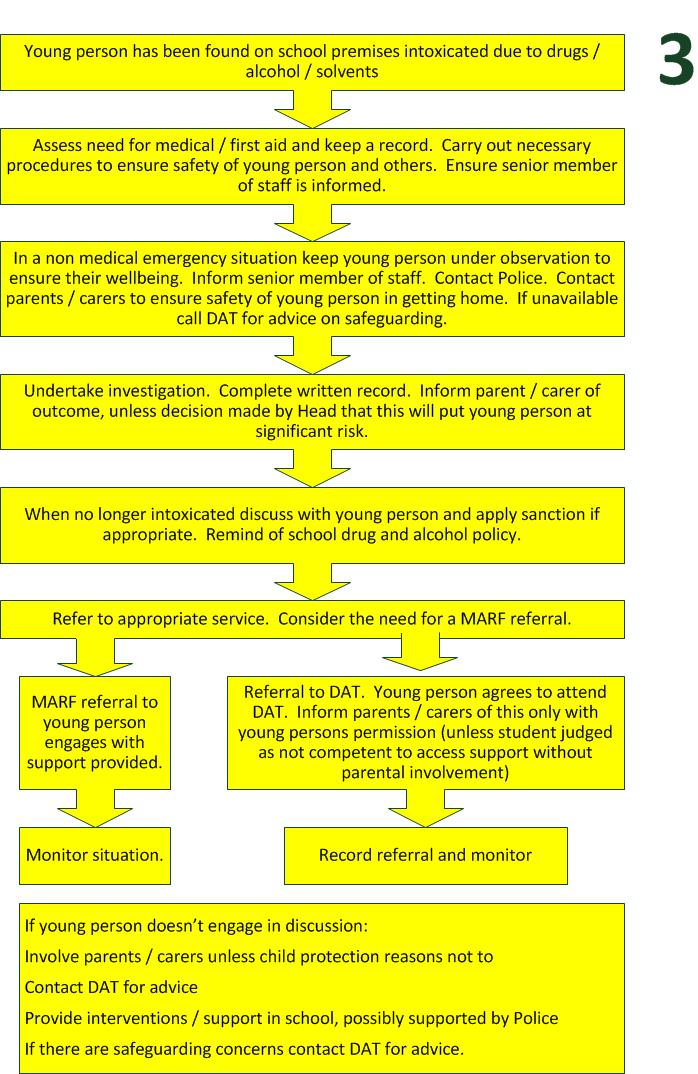 3
Young person has been found on school premises intoxicated due to drugs /
alcohol / solvents
Assess need for medical / first aid and keep a record.  Carry out necessary
procedures to ensure safety of young person and others.  Ensure senior member
of staff is informed.
In a non medical emergency situation keep young person under observation to
ensure their wellbeing.  Inform senior member of staff.  Contact Police.  Contact
parents / carers to ensure safety of young person in getting home.  If unavailable
call DAT for advice on safeguarding.
Undertake investigation.  Complete written record.  Inform parent / carer of
outcome, unless decision made by Head that this will put young person at
significant risk.
When no longer intoxicated discuss with young person and apply sanction if
appropriate.  Remind of school drug and alcohol policy.
Refer to appropriate service.  Consider the need for a MARF referral.
MARF referral to
young person
engages with
support provided.
Referral to DAT.  Young person agrees to attend
DAT.  Inform parents / carers of this only with
young persons permission (unless student judged
as not competent to access support without
parental involvement)
Monitor situation.
Record referral and monitor
If young person doesn’t engage in discussion:
Involve parents / carers unless child protection reasons not to
Contact DAT for advice
Provide interventions / support in school, possibly supported by Police
If there are safeguarding concerns contact DAT for advice.